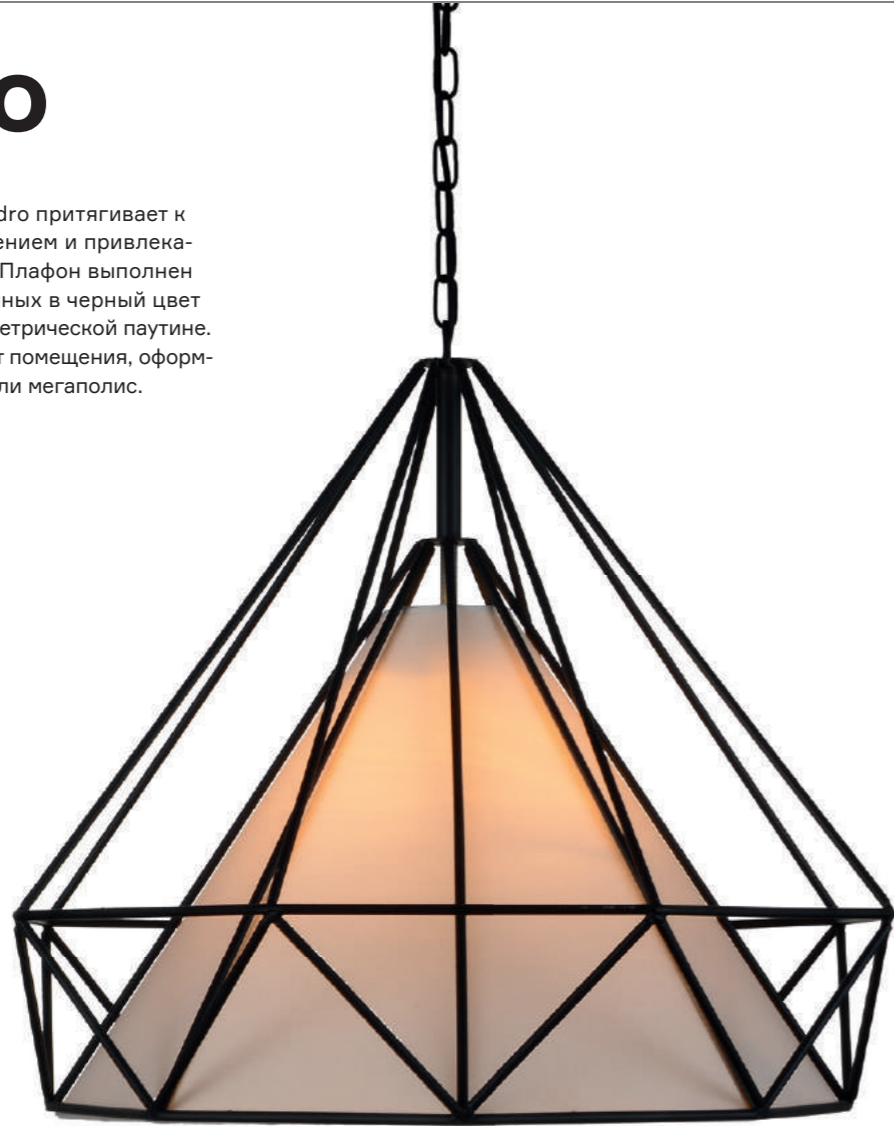 o
dro притягивает к
ением и привлека-
Плафон выполнен
ных в черный цвет
етрической паутине.
т помещения, оформ-
ли мегаполис.